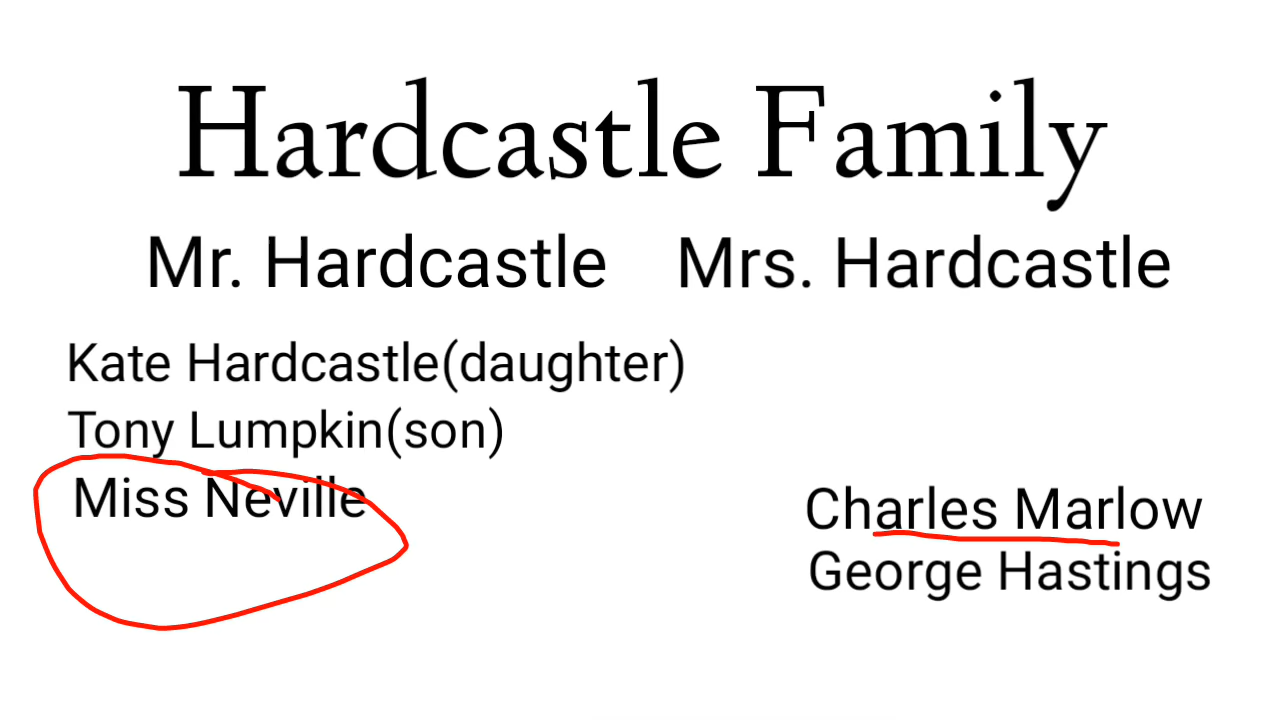 Hardcastle Family
Mr. Hardcastle Mrs. Hardcastle
Kate Hardcastle(daughter)
Tony Lumpkin(son)
Miss Neville
Charles Marlow
George Hastings